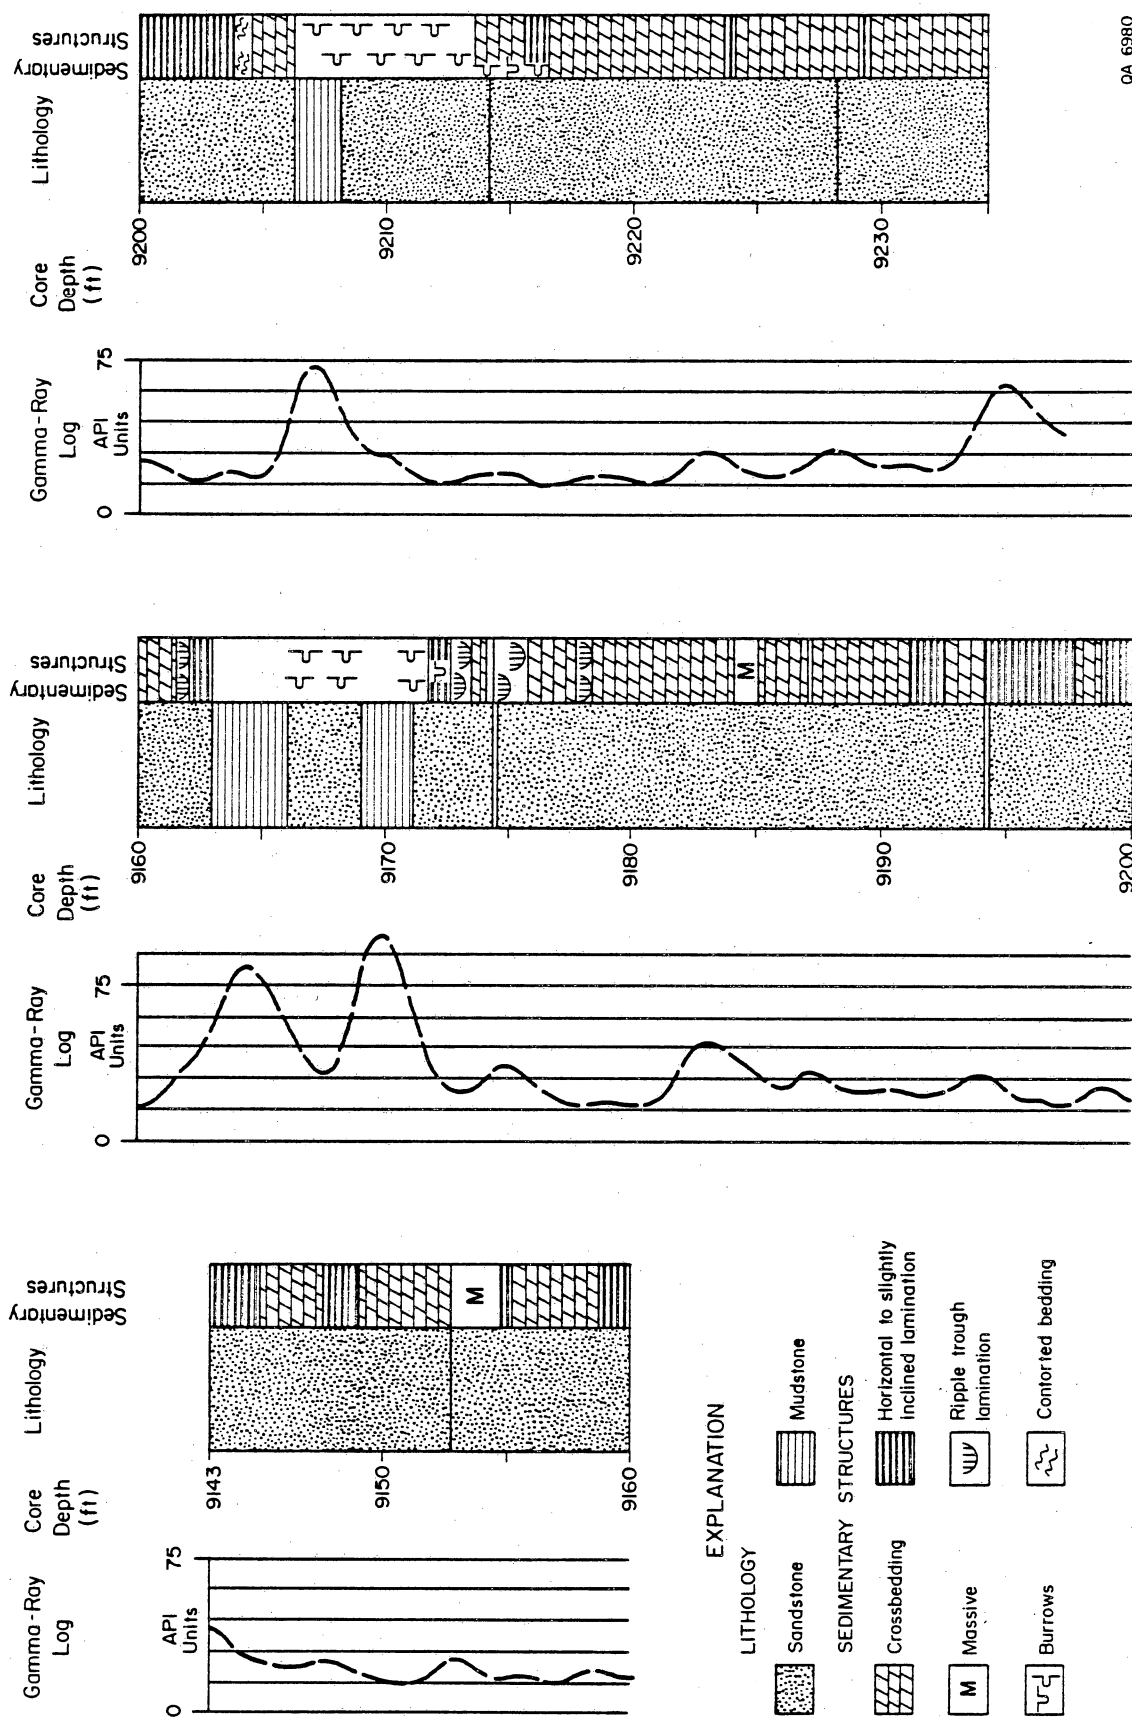 Gamma-Ray
Log
API
Units
0
75
Core
Depth
(ft)
Lithology
Sedimentary
Structures
9143
9150
9160
Gamma-Ray
Log
API
Units
0
75
Core
Depth
(ft)
Lithology
Sedimentary
Structures
9160
9170
9180
9190
9200
M
Gamma-Ray
Log
API
Units
0
75
Core
Depth
(ft)
Lithology
Sedimentary
Structures
9200
9210
9220
9230
M
EXPLANATION
LITHOLOGY
Sandstone
Mudstone
SEDIMENTARY STRUCTURES
Crossbedding
Horizontal to slightly
inclined lamination
M
Massive
Ripple trough
lamination
Burrows
Contorted bedding
QA 6980